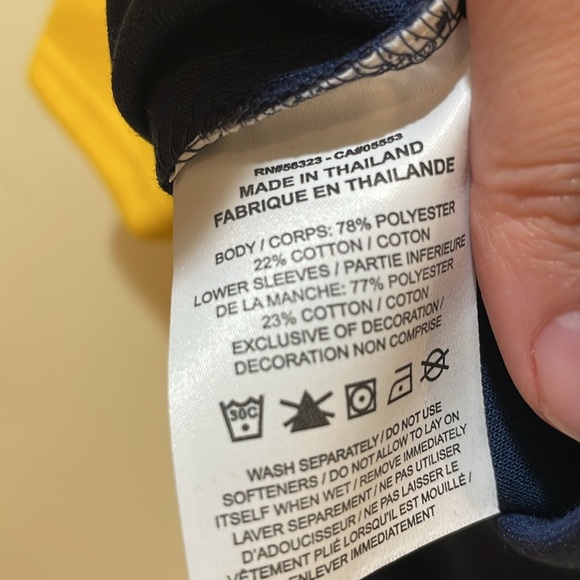 RN#56323 - CA#05553
MADE IN THAILAND
FABRIQUE EN THAILANDE
BODY / CORPS: 78% POLYESTER
22% COTTON / COTON
LOWER SLEEVES / PARTIE INFERIEURE
DE LA MANCHE: 77% POLYESTER
23% COTTON / COTON
EXCLUSIVE OF DECORATION/
DECORATION NON COMPRISE
30C
WASH SEPARATELY / DO NOT USE
SOFTENERS / DO NOT ALLOW TO LAY ON
ITSELF WHEN WET / REMOVE IMMEDIATELY
LAVER SEPAREMENT / NE PAS UTILISER
D'ADOUCISSEUR / NE PAS LAISSER LE
VÊTEMENT PLIÉ LORSQU'IL EST MOUILLÉ /
ENLEVER IMMEDIATEMENT